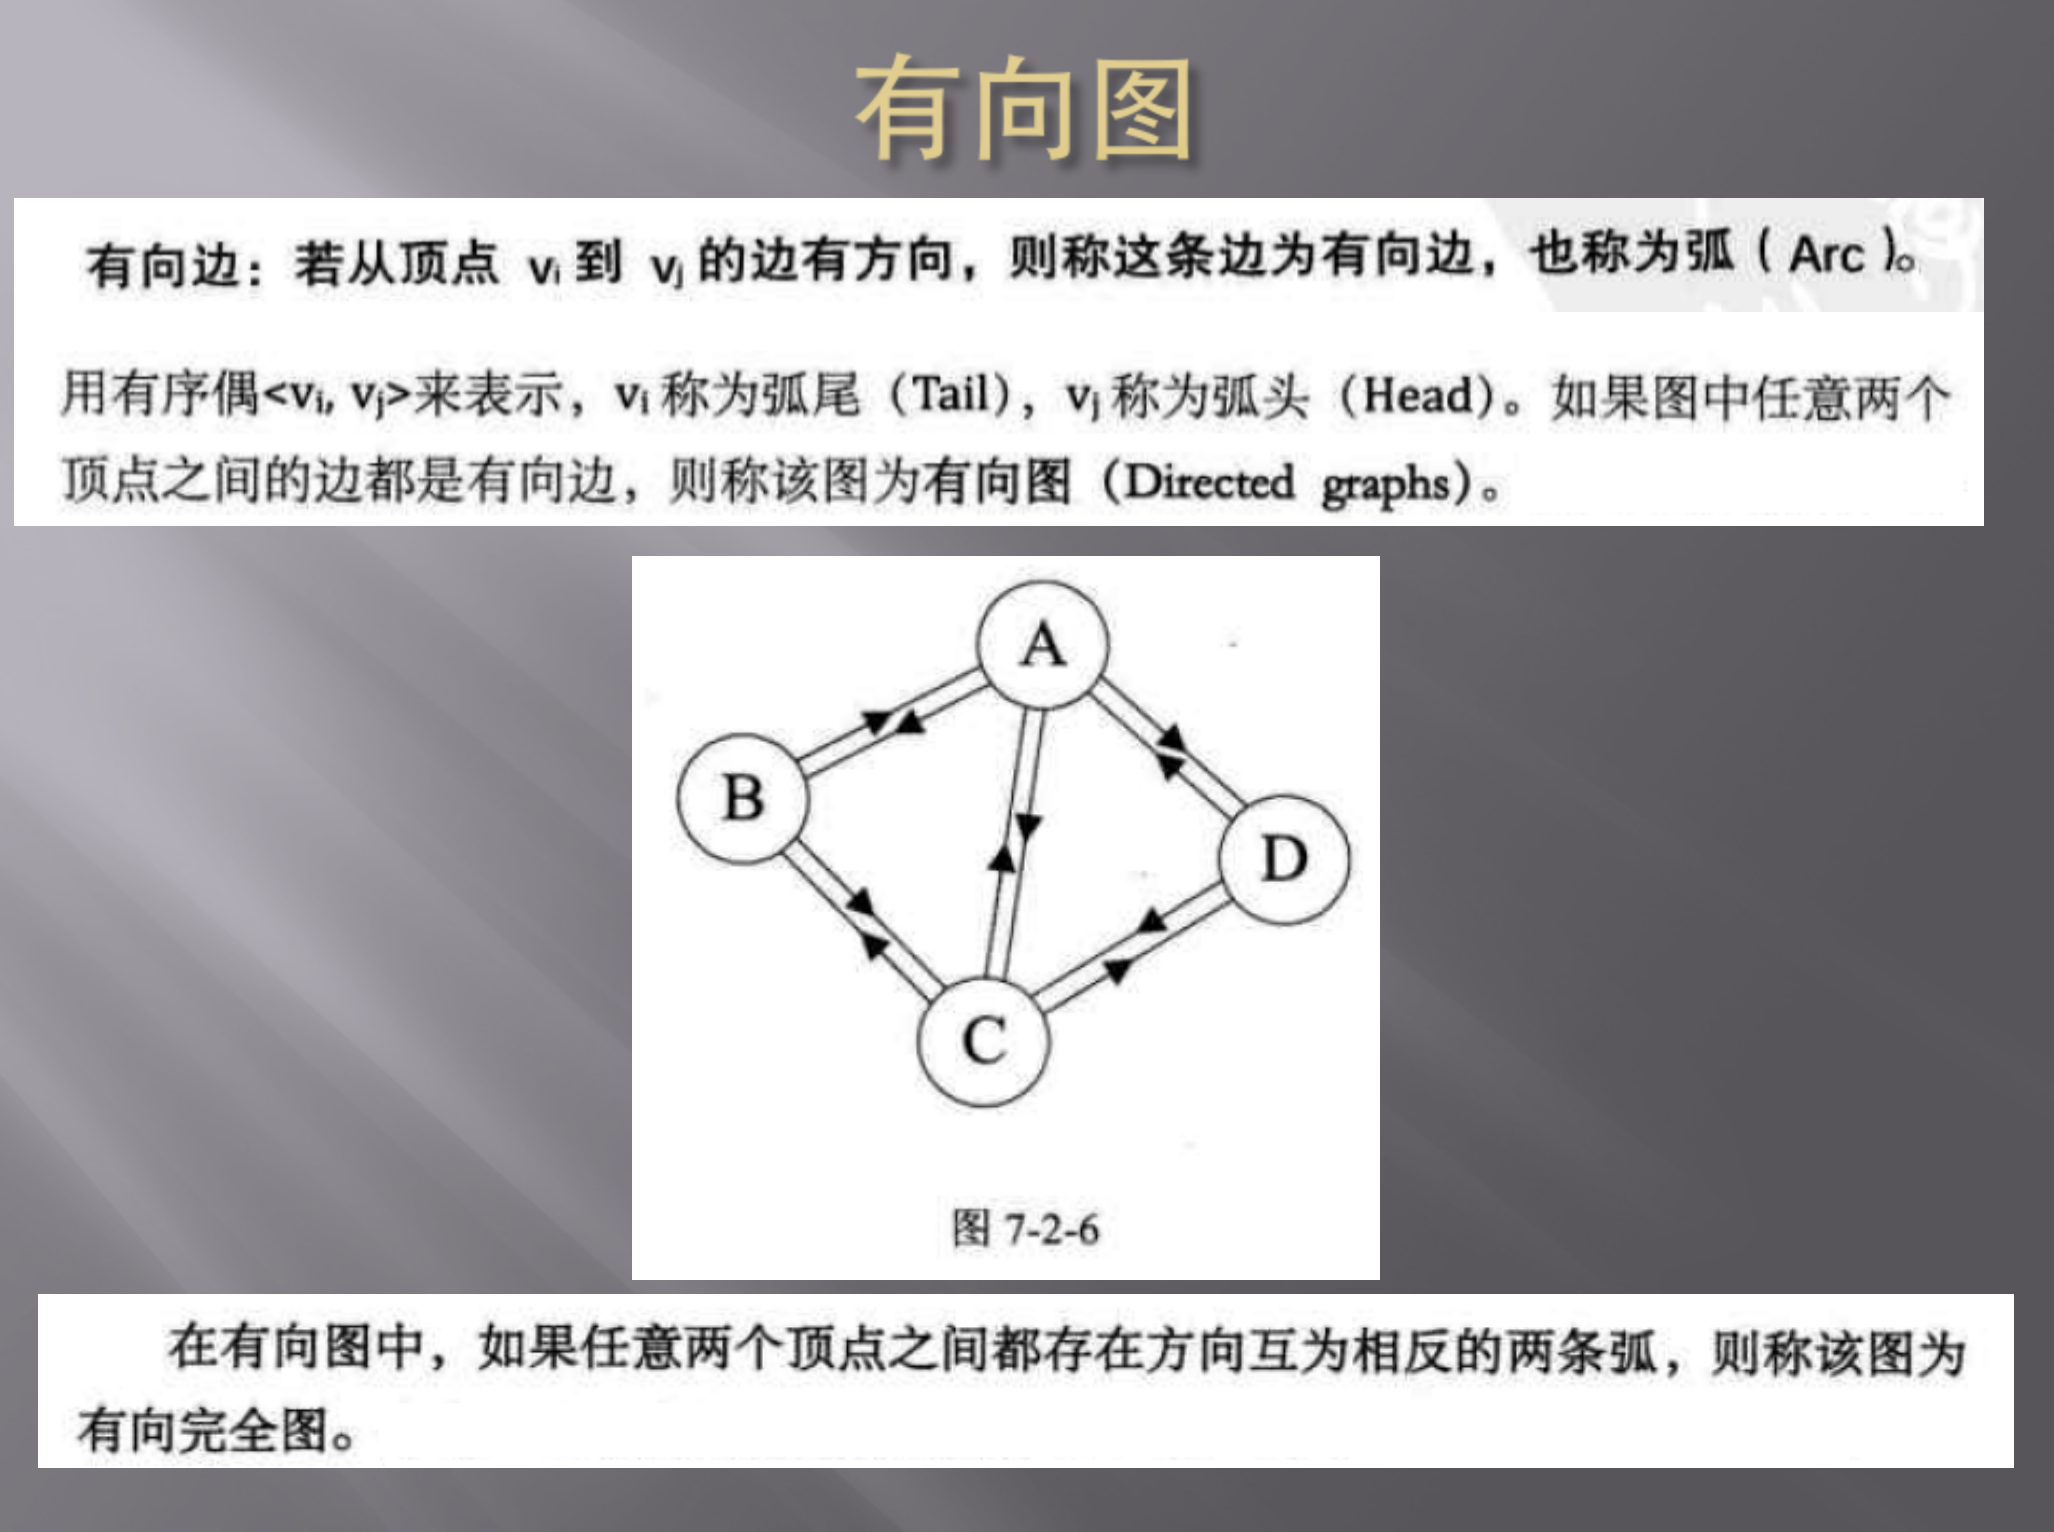 有向图
有向边：若从顶点 vi 到 vj 的边有方向，则称这条边为有向边，也称为弧（Arc）。
用有序偶<vi, vj>来表示，vi 称为弧尾（Tail），vj 称为弧头（Head）。如果图中任意两个
顶点之间的边都是有向边，则称该图为有向图（Directed graphs）。
A
B
D
C
图 7-2-6
在有向图中，如果任意两个顶点之间都存在方向互为相反的两条弧，则称该图为
有向完全图。